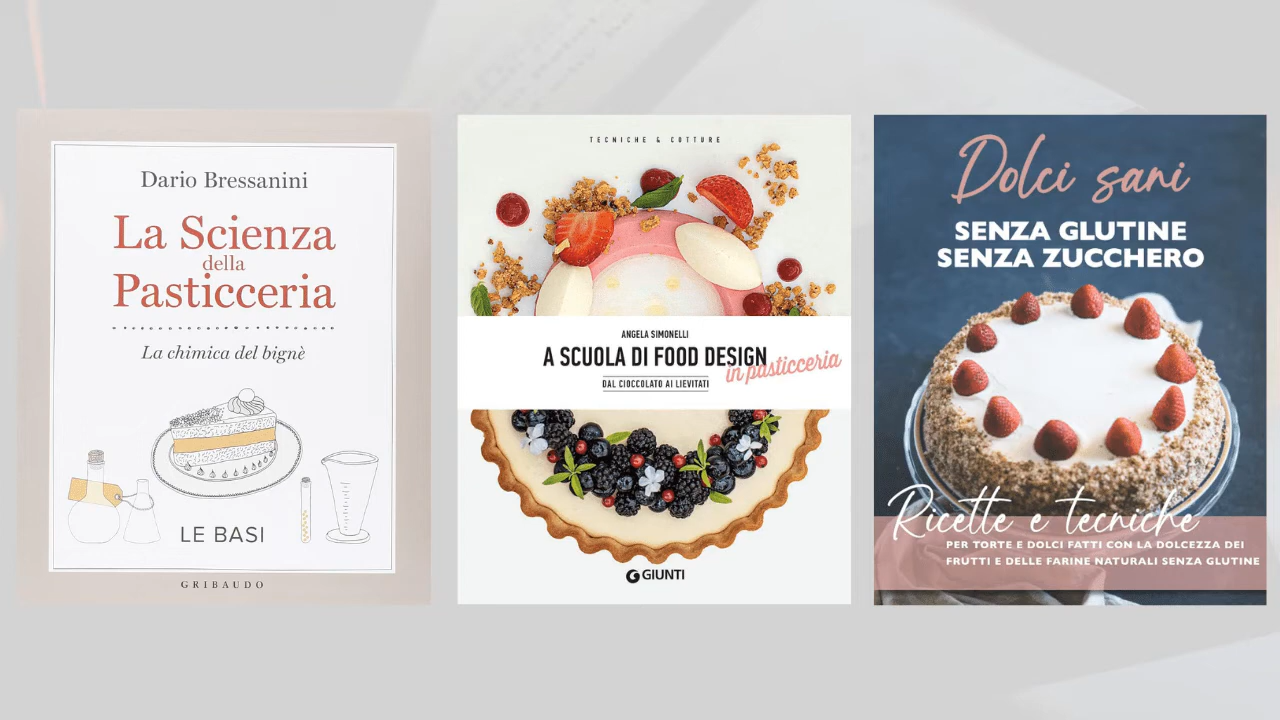 Dario Bressanini
La Scienza
della
Pasticceria
La chimica del bignè
LE BASI
GRIBAUDO
TECNICHE & COTTURE
ANGELA SIMONELLI
A SCUOLA DI FOOD DESIGN
in pasticceria
DAL CIOCCOLATO AI LIEVITATI
GIUNTI
Dolci sani
SENZA GLUTINE
SENZA ZUCCHERO
Ricette e tecniche
PER TORTE E DOLCI FATTI CON LA DOLCEZZA DEI
FRUTTI E DELLE FARINE NATURALI SENZA GLUTINE